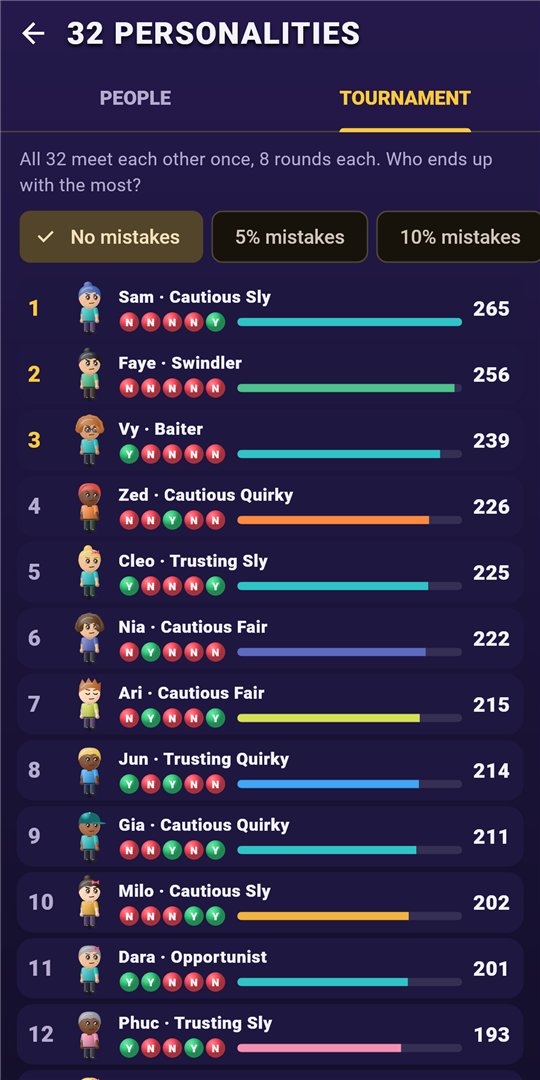 32 PERSONALITIES
PEOPLE
TOURNAMENT
All 32 meet each other once, 8 rounds each. Who ends up
with the most?
No mistakes
5% mistakes
10% mistakes
1
Sam · Cautious Sly
N N N N Y
265
2
Faye · Swindler
N N N N N
256
3
Vy · Baiter
Y N N N N
239
4
Zed · Cautious Quirky
N N Y N N
226
5
Cleo · Trusting Sly
Y N N N Y
225
6
Nia · Cautious Fair
N Y N N N
222
7
Ari · Cautious Fair
N Y N N Y
215
8
Jun · Trusting Quirky
Y N Y N N
214
9
Gia · Cautious Quirky
N N Y N Y
211
10
Milo · Cautious Sly
N N N Y Y
202
11
Dara · Opportunist
Y Y N N N
201
12
Phuc · Trusting Sly
Y N N Y N
193